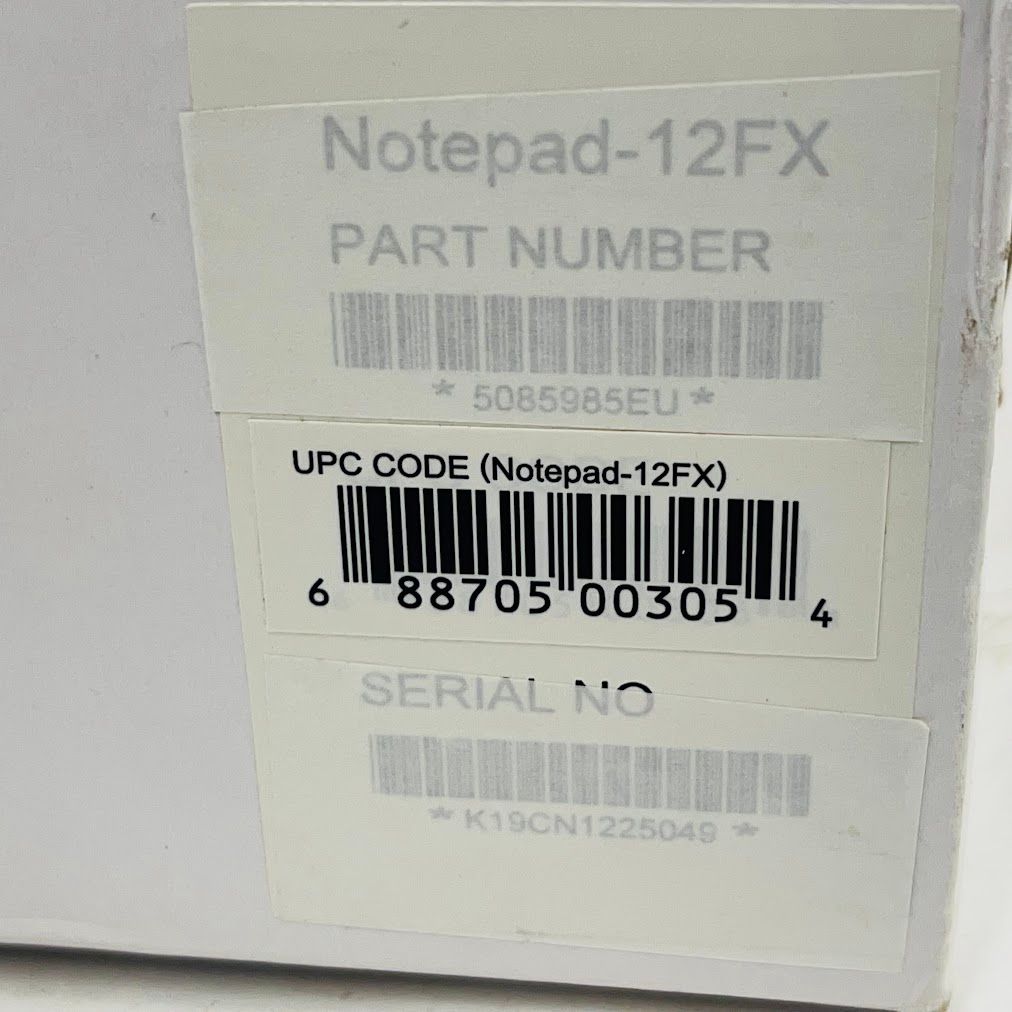 Notepad-12FX
PART NUMBER
* 5085985EU *
UPC CODE (Notepad-12FX)
6 88705 00305 4
SERIAL NO
* K19CN1225049 *